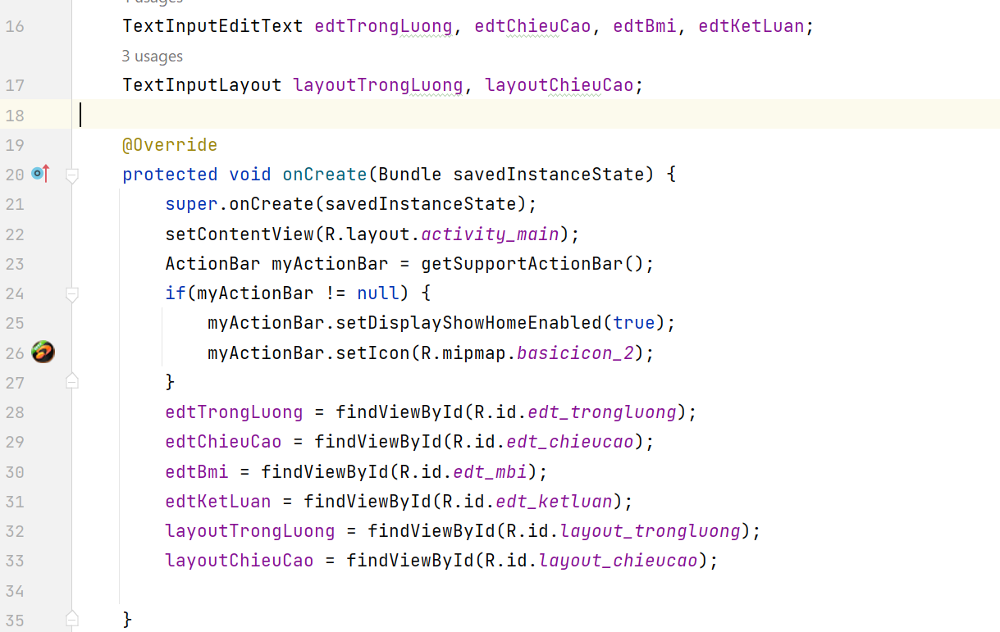 usages
16 TextInputEditText edtTrongLuong, edtChieuCao, edtBmi, edtKetLuan;
3 usages
17 TextInputLayout layoutTrongLuong, layoutChieuCao;
18
19 @Override
20 protected void onCreate(Bundle savedInstanceState) {
21 super.onCreate(savedInstanceState);
22 setContentView(R.layout.activity_main);
23 ActionBar myActionBar = getSupportActionBar();
24 if(myActionBar != null) {
25 myActionBar.setDisplayShowHomeEnabled(true);
26 myActionBar.setIcon(R.mipmap.basicicon_2);
27 }
28 edtTrongLuong = findViewById(R.id.edt_trongluong);
29 edtChieuCao = findViewById(R.id.edt_chieucao);
30 edtBmi = findViewById(R.id.edt_mbi);
31 edtKetLuan = findViewById(R.id.edt_ketluan);
32 layoutTrongLuong = findViewById(R.id.layout_trongluong);
33 layoutChieuCao = findViewById(R.id.layout_chieucao);
34
35 }